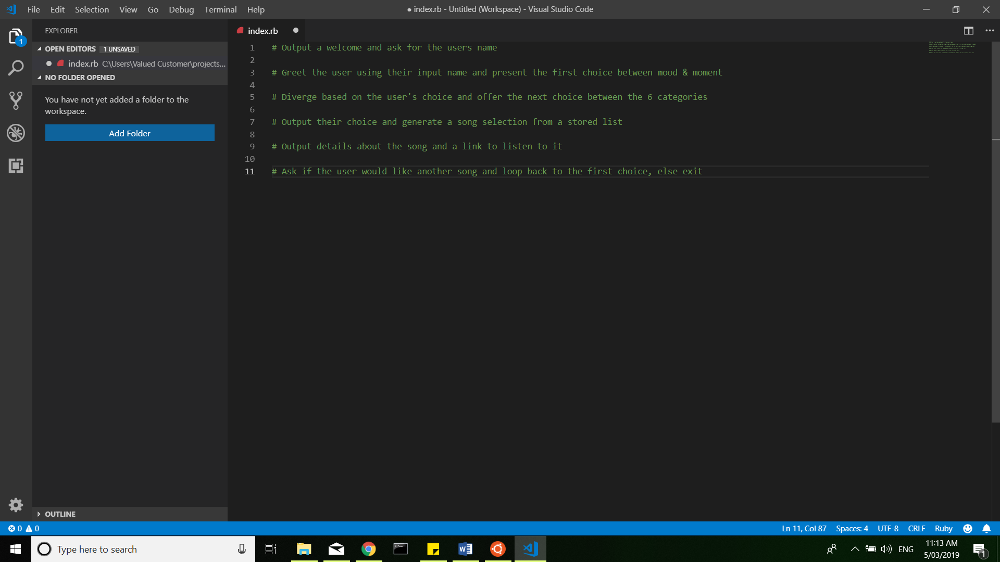 File Edit Selection View Go Debug Terminal Help
● index.rb - Untitled (Workspace) - Visual Studio Code
EXPLORER
1
OPEN EDITORS 1 UNSAVED
index.rb C:\Users\Valued Customer\projects...
NO FOLDER OPENED
You have not yet added a folder to the
workspace.
Add Folder
OUTLINE
index.rb
1 # Output a welcome and ask for the users name
2
3 # Greet the user using their input name and present the first choice between mood & moment
4
5 # Diverge based on the user's choice and offer the next choice between the 6 categories
6
7 # Output their choice and generate a song selection from a stored list
8
9 # Output details about the song and a link to listen to it
10
11 # Ask if the user would like another song and loop back to the first choice, else exit
0 0
Ln 11, Col 87 Spaces: 4 UTF-8 CRLF Ruby
Type here to search
ENG
11:13 AM
5/03/2019
1